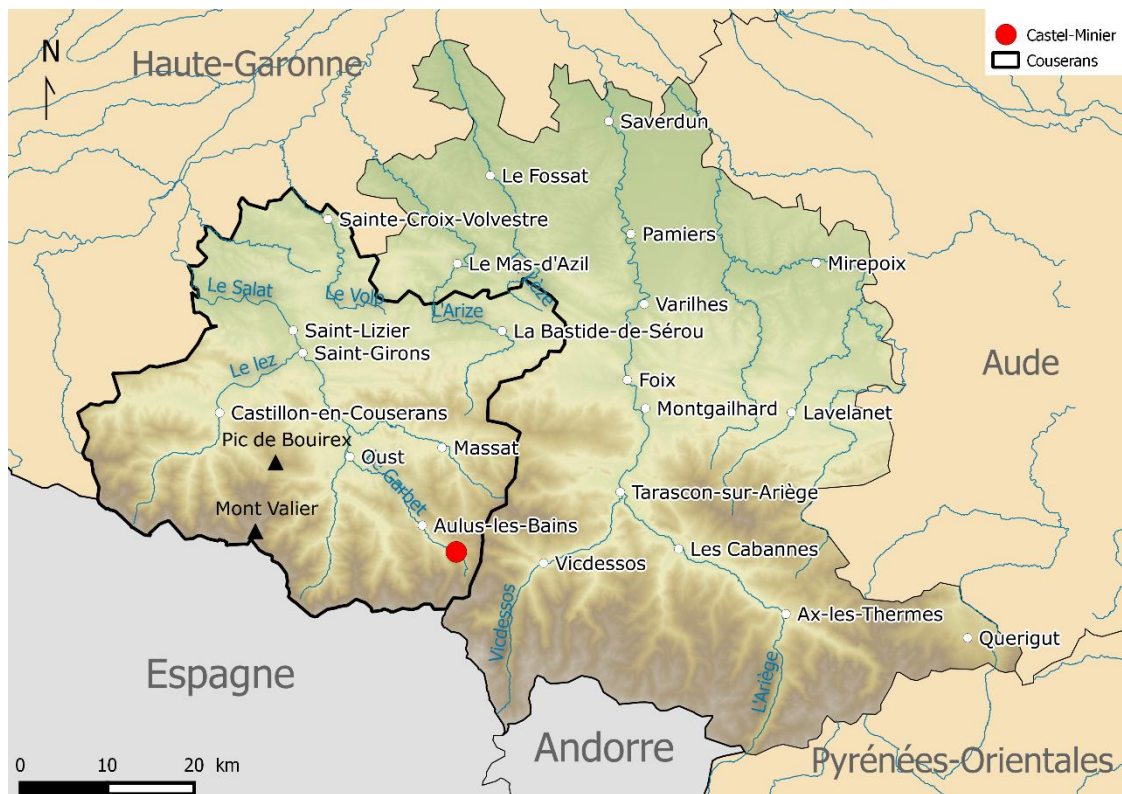 Castel-Minier
Couserans
N
Haute-Garonne
Saverdun
Le Fossat
Sainte-Croix-Volvestre
Pamiers
Le Mas-d'Azil
Mirepoix
Le Salat
Le Volp
L'Arize
Lèze
Varilhes
Saint-Lizier
La Bastide-de-Sérou
Saint-Girons
Aude
Le lez
Foix
Castillon-en-Couserans
Montgailhard
Lavelanet
Pic de Bouirex
Massat
Oust
Le Garbet
Tarascon-sur-Ariège
Mont Valier
Aulus-les-Bains
Les Cabannes
Vicdessos
Vicdessos
Ax-les-Thermes
Querigut
L'Ariège
Espagne
Andorre
Pyrénées-Orientales
0 10 20 km